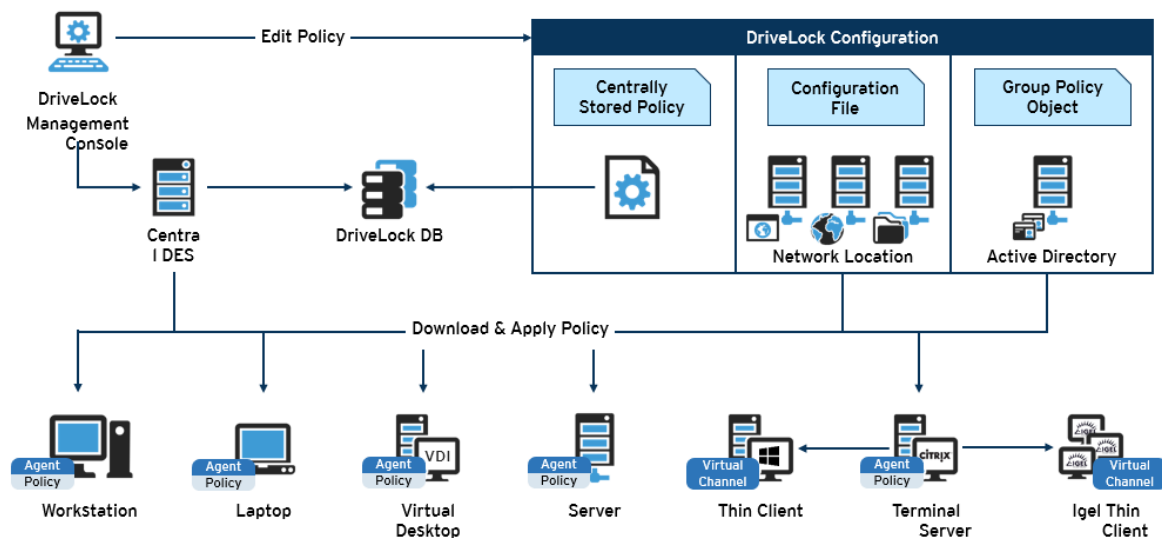 Edit Policy
DriveLock Configuration
DriveLock
Management
Console
Centrally
Stored Policy
Configuration
File
Group Policy
Object
Centra
l DES
DriveLock DB
Network Location
Active Directory
Download & Apply Policy
Agent
Policy
Workstation
Agent
Policy
Laptop
VDI
Agent
Policy
Virtual
Desktop
Agent
Policy
Server
Virtual
Channel
Thin Client
CITRIX
Agent
Policy
Terminal
Server
IGEL
IGEL
IGEL
Virtual
Channel
Igel Thin
Client